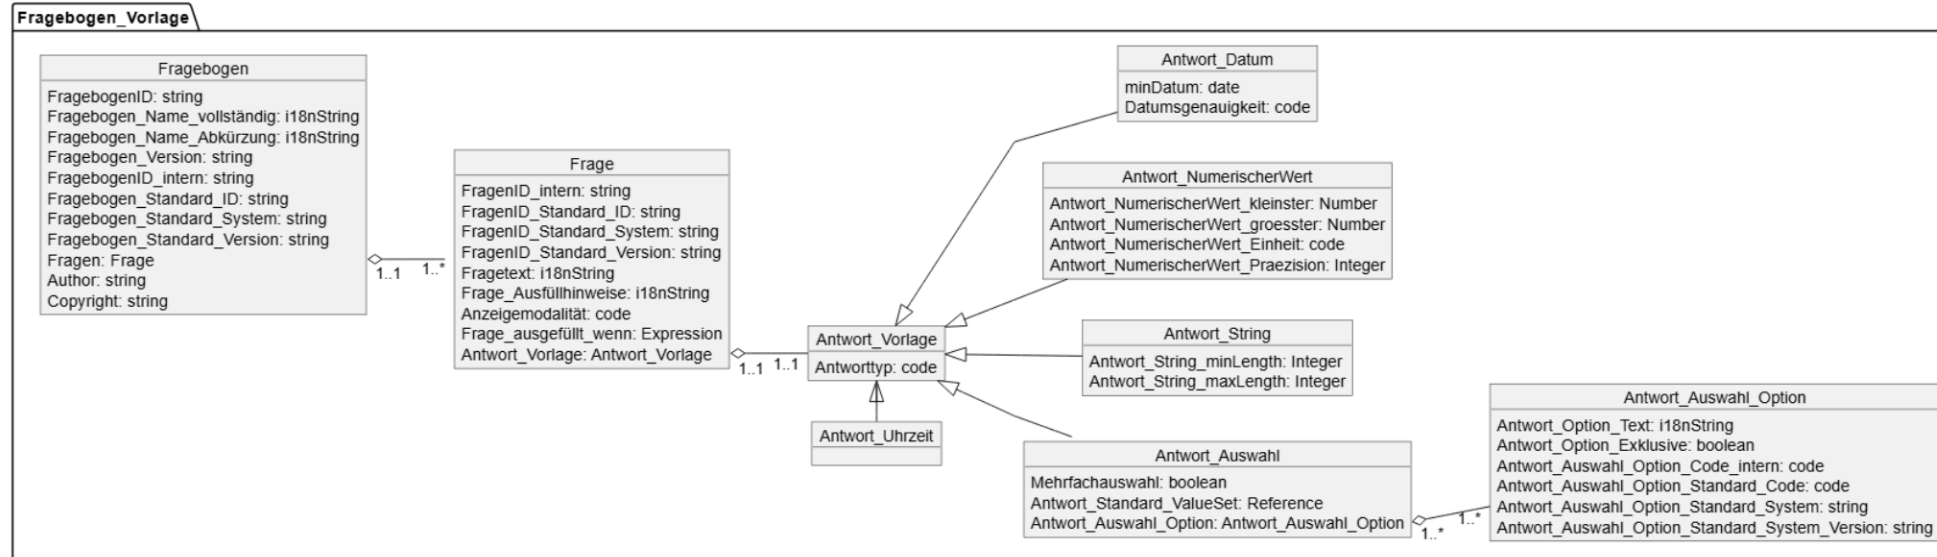 Fragebogen_Vorlage
Fragebogen
FragebogenID: string
Fragebogen_Name_vollständig: i18nString
Fragebogen_Name_Abkürzung: i18nString
Fragebogen_Version: string
FragebogenID_intern: string
Fragebogen_Standard_ID: string
Fragebogen_Standard_System: string
Fragebogen_Standard_Version: string
Fragen: Frage
Author: string
Copyright: string
1..1
1..*
Frage
FragenID_intern: string
FragenID_Standard_ID: string
FragenID_Standard_System: string
FragenID_Standard_Version: string
Fragetext: i18nString
Frage_Ausfüllhinweise: i18nString
Anzeigemodalität: code
Frage_ausgefüllt_wenn: Expression
Antwort_Vorlage: Antwort_Vorlage
1..1
1..1
Antwort_Vorlage
Antworttyp: code
Antwort_Uhrzeit
Antwort_Datum
minDatum: date
Datumsgenauigkeit: code
Antwort_NumerischerWert
Antwort_NumerischerWert_kleinster: Number
Antwort_NumerischerWert_groesster: Number
Antwort_NumerischerWert_Einheit: code
Antwort_NumerischerWert_Praezision: Integer
Antwort_String
Antwort_String_minLength: Integer
Antwort_String_maxLength: Integer
Antwort_Auswahl
Mehrfachauswahl: boolean
Antwort_Standard_ValueSet: Reference
Antwort_Auswahl_Option: Antwort_Auswahl_Option
1..*
1..*
Antwort_Auswahl_Option
Antwort_Option_Text: i18nString
Antwort_Option_Exklusive: boolean
Antwort_Auswahl_Option_Code_intern: code
Antwort_Auswahl_Option_Standard_Code: code
Antwort_Auswahl_Option_Standard_System: string
Antwort_Auswahl_Option_Standard_System_Version: string